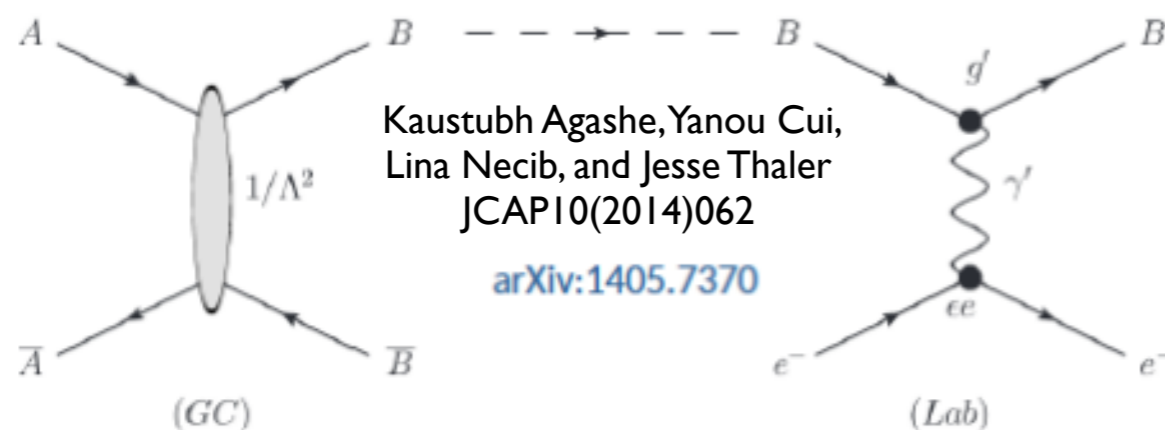 A B B B
g'
Kaustubh Agashe, Yanou Cui,
Lina Necib, and Jesse Thaler
1/Λ² γ'
JCAP10(2014)062
arXiv:1405.7370
ϵe
A̅ B̅ e⁻ e⁻
(GC) (Lab)